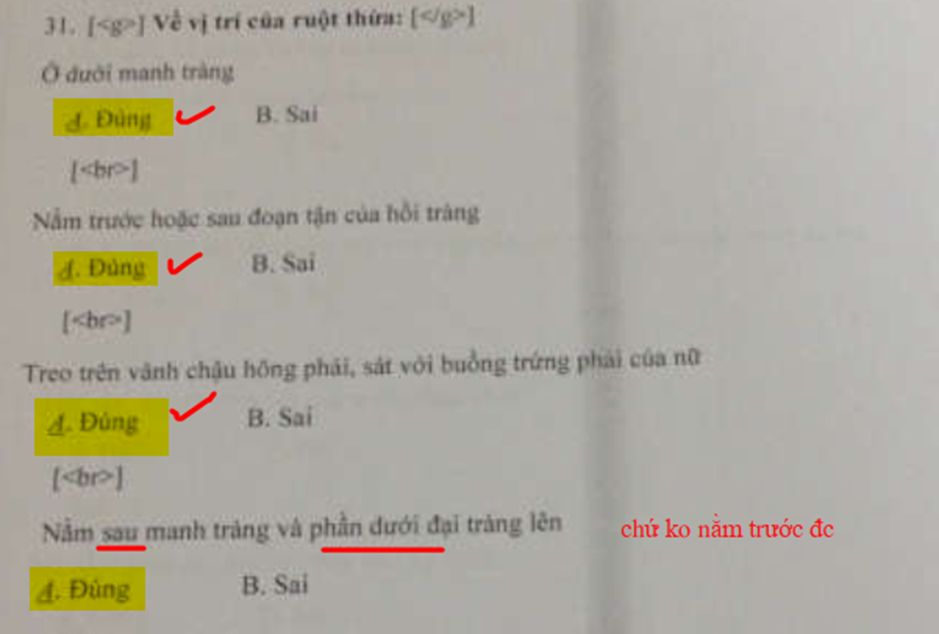 31. [<g>] Về vị trí của ruột thừa: [</g>]
Ở dưới manh tràng
A. Đúng B. Sai
[<br>]
Nằm trước hoặc sau đoạn tận của hồi tràng
A. Đúng B. Sai
[<br>]
Treo trên vành chậu hông phải, sát với buồng trứng phải của nữ
A. Đúng B. Sai
[<br>]
Nằm sau manh tràng và phần dưới đại tràng lên chứ ko nằm trước đc
A. Đúng B. Sai